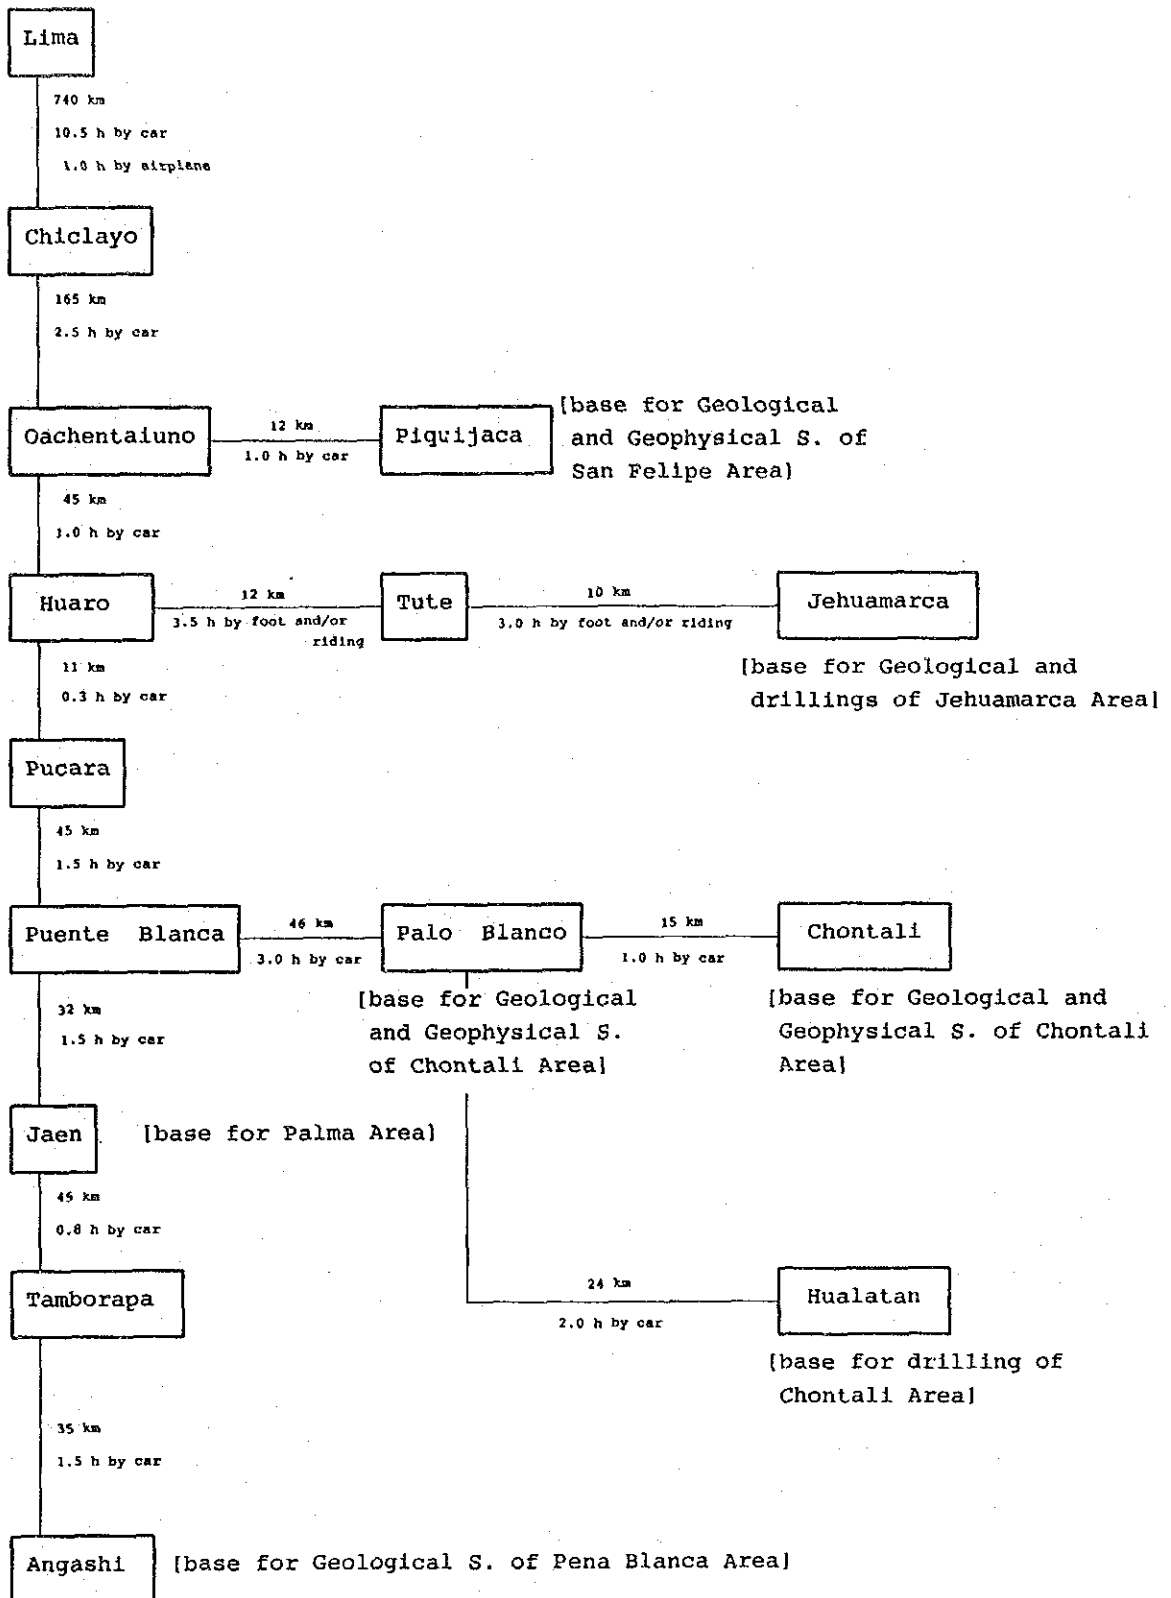 Lima
740 km
10.5 h by car
1.0 h by airplane
Chiclayo
165 km
2.5 h by car
Oachentaiuno
12 km
1.0 h by car
Piquijaca
[base for Geological
and Geophysical S. of
San Felipe Area]
45 km
1.0 h by car
Huaro
12 km
3.5 h by foot and/or
riding
Tute
10 km
3.0 h by foot and/or riding
Jehuamarca
[base for Geological and
drillings of Jehuamarca Area]
11 km
0.3 h by car
Pucara
45 km
1.5 h by car
Puente Blanca
46 km
3.0 h by car
Palo Blanco
15 km
1.0 h by car
Chontali
[base for Geological
and Geophysical S.
of Chontali Area]
[base for Geological and
Geophysical S. of Chontali
Area]
32 km
1.5 h by car
Jaen
[base for Palma Area]
45 km
0.8 h by car
Tamborapa
24 km
2.0 h by car
Hualatan
[base for drilling of
Chontali Area]
35 km
1.5 h by car
Angashi
[base for Geological S. of Pena Blanca Area]